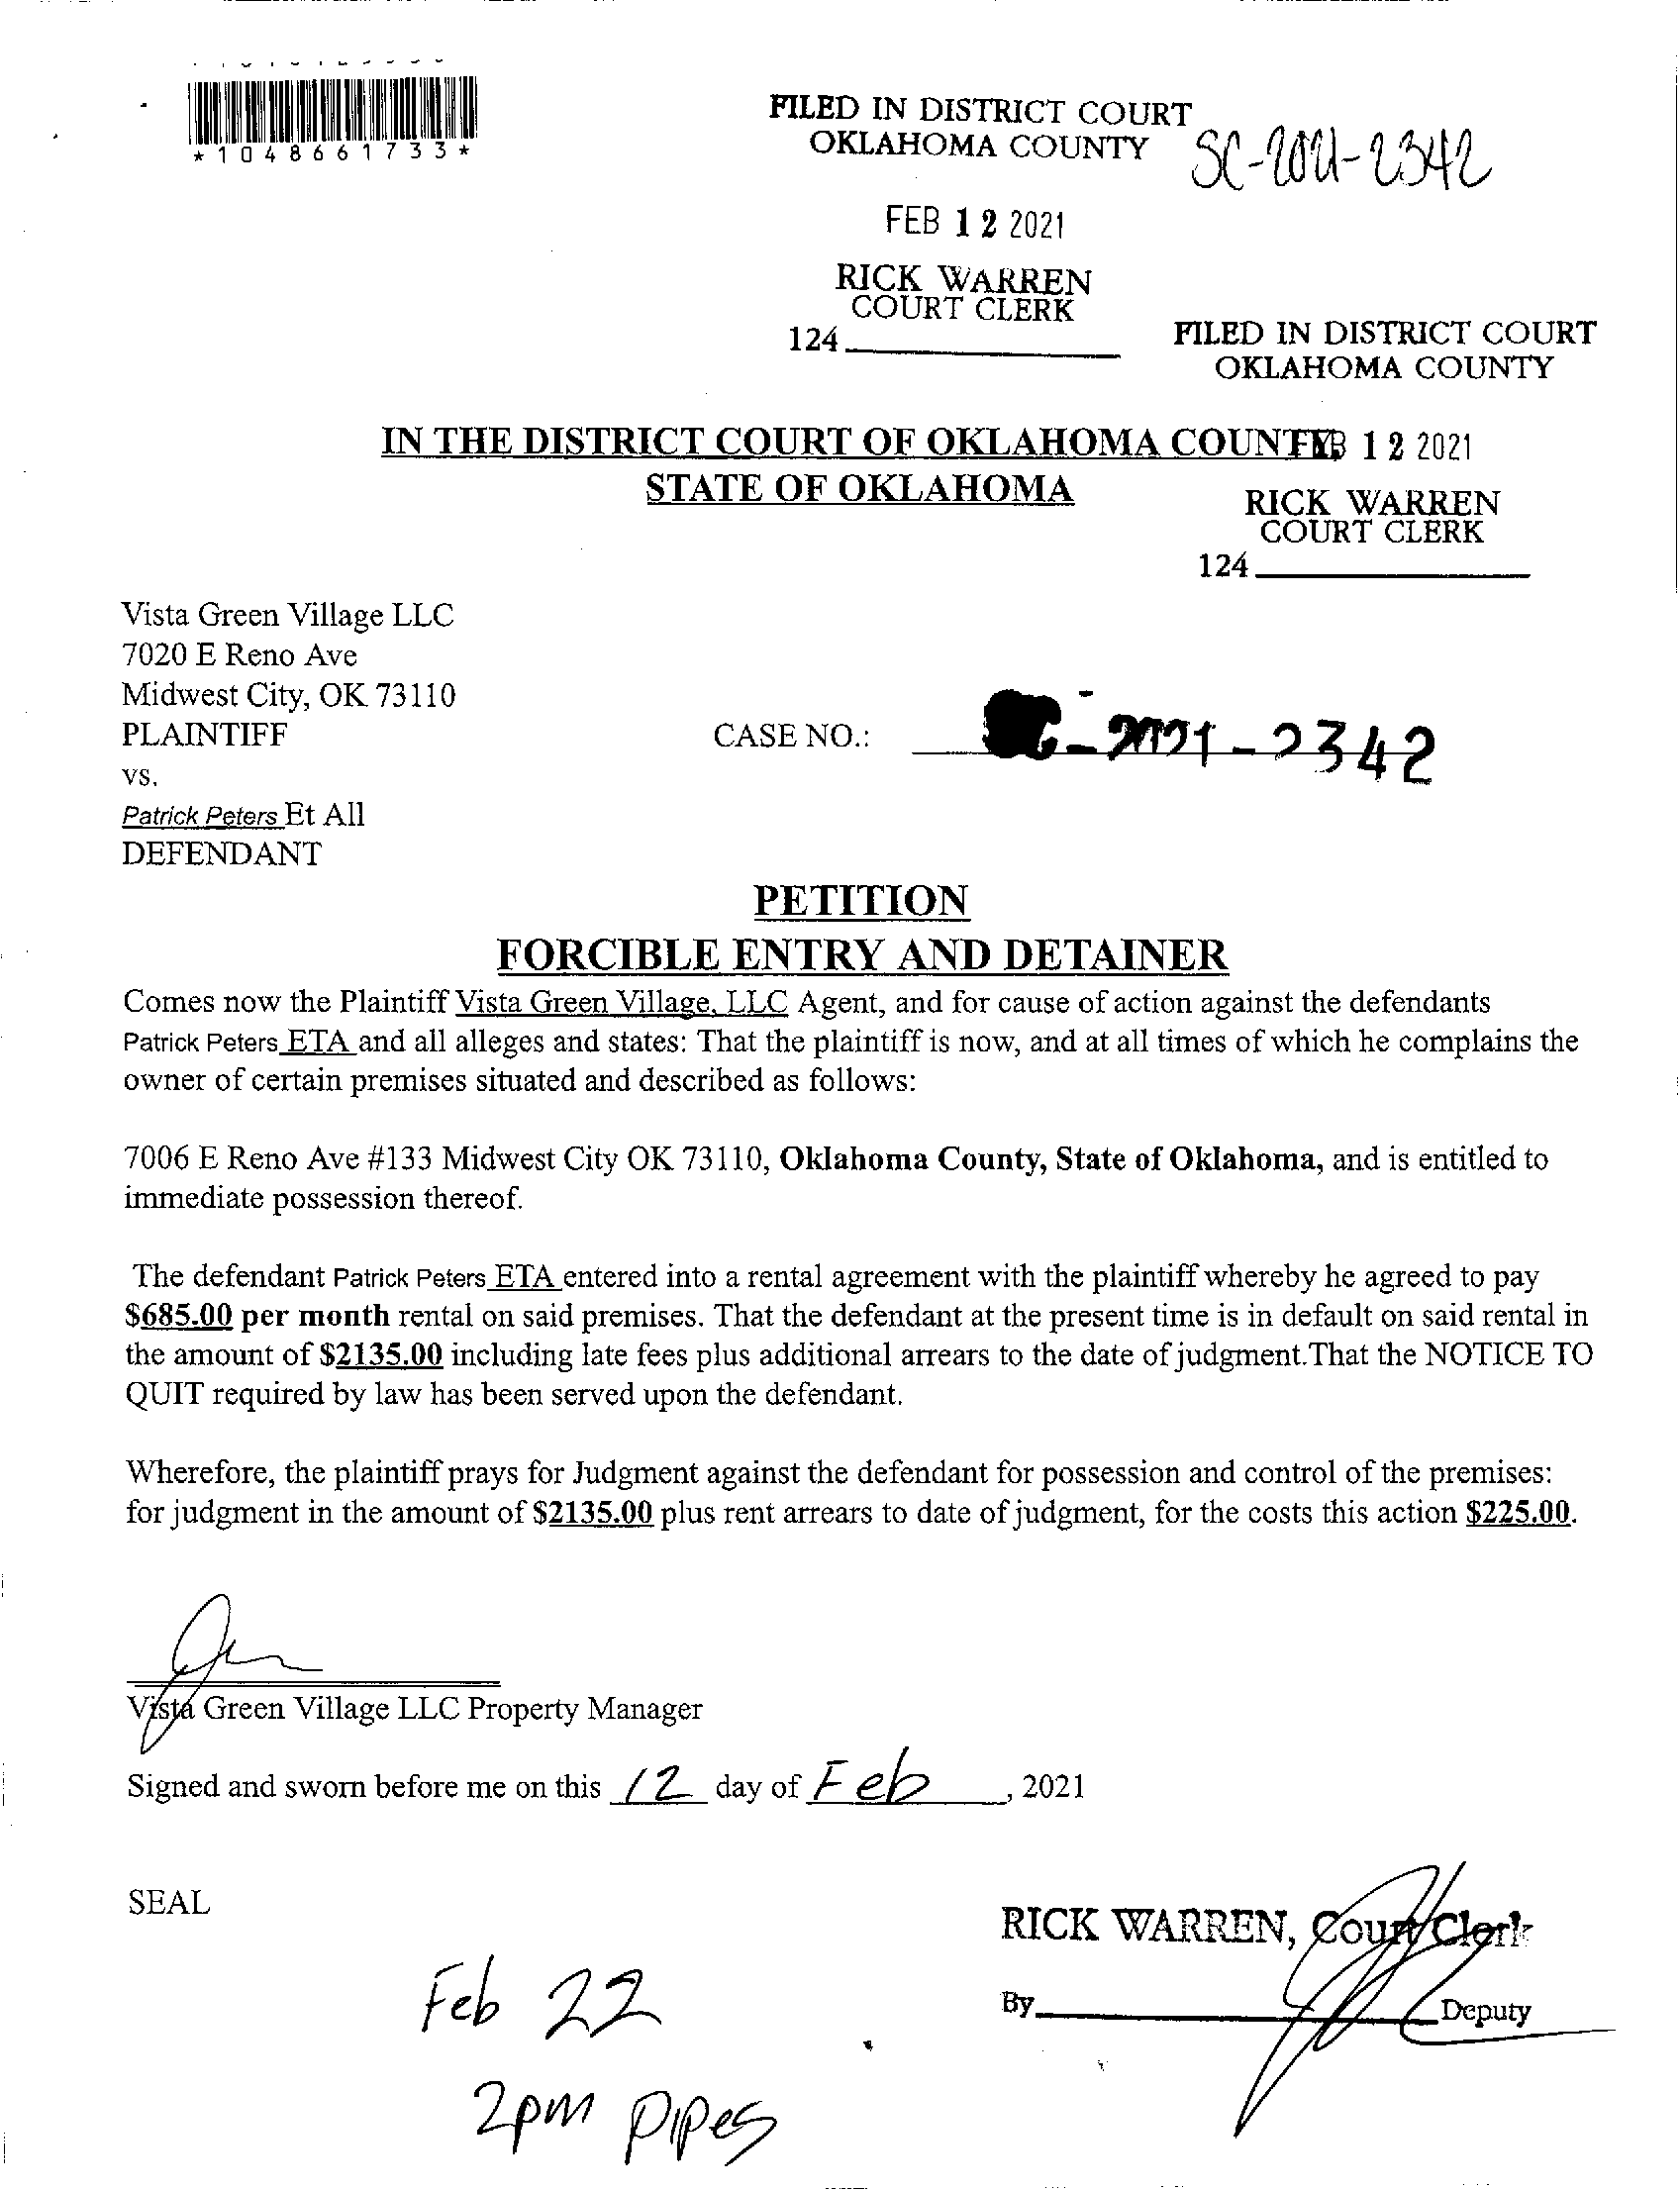 *1048661733*
FILED IN DISTRICT COURT
OKLAHOMA COUNTY
SC-2021-2342
FEB 12 2021
RICK WARREN
COURT CLERK
124
FILED IN DISTRICT COURT
OKLAHOMA COUNTY
IN THE DISTRICT COURT OF OKLAHOMA COUNTY
FEB 12 2021
STATE OF OKLAHOMA
RICK WARREN
COURT CLERK
124
Vista Green Village LLC
7020 E Reno Ave
Midwest City, OK 73110
PLAINTIFF
CASE NO.: SC-2021-2342
vs.
Patrick Peters Et All
DEFENDANT
PETITION
FORCIBLE ENTRY AND DETAINER
Comes now the Plaintiff Vista Green Village, LLC Agent, and for cause of action against the defendants
Patrick Peters ETA and all alleges and states: That the plaintiff is now, and at all times of which he complains the
owner of certain premises situated and described as follows:
7006 E Reno Ave #133 Midwest City OK 73110, Oklahoma County, State of Oklahoma, and is entitled to
immediate possession thereof.
The defendant Patrick Peters ETA entered into a rental agreement with the plaintiff whereby he agreed to pay
$685.00 per month rental on said premises. That the defendant at the present time is in default on said rental in
the amount of $2135.00 including late fees plus additional arrears to the date of judgment.That the NOTICE TO
QUIT required by law has been served upon the defendant.
Wherefore, the plaintiff prays for Judgment against the defendant for possession and control of the premises:
for judgment in the amount of $2135.00 plus rent arrears to date of judgment, for the costs this action $225.00.
Vista Green Village LLC Property Manager
Signed and sworn before me on this 12 day of Feb, 2021
SEAL
RICK WARREN, Court Clerk
By Deputy
Feb 22
2pm Pipes